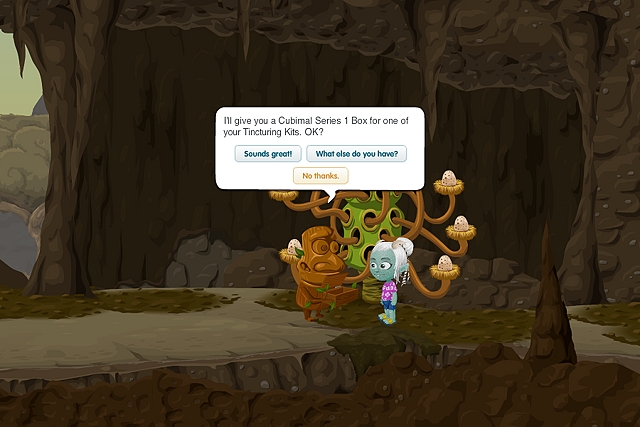 I'll give you a Cubimal Series 1 Box for one of
your Tincturing Kits. OK?
Sounds great!
What else do you have?
No thanks.